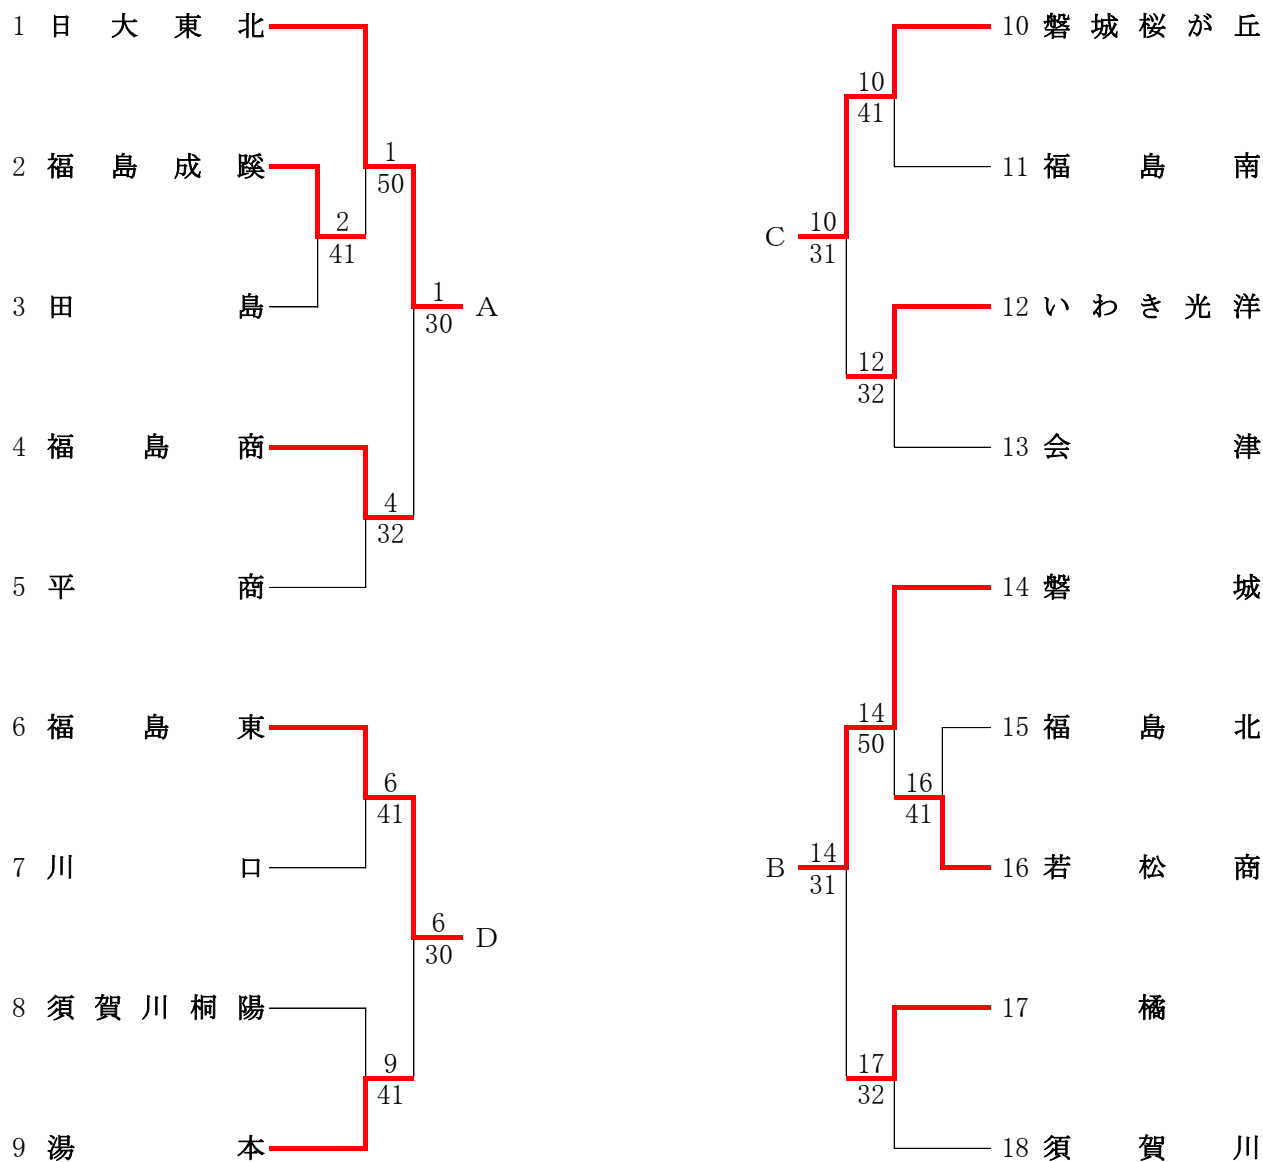 1 日大東北
2 福島成蹊
3 田島
4 福島商
5 平商
6 福島東
7 川口
8 須賀川桐陽
9 湯本
1
50
2
41
1
30
A
4
32
6
41
6
30
D
9
41
10 磐城桜が丘
11 福島南
12 いわき光洋
13 会津
14 磐城
15 福島北
16 若松商
17 橘
18 須賀川
10
41
C
10
31
12
32
14
50
16
41
B
14
31
17
32